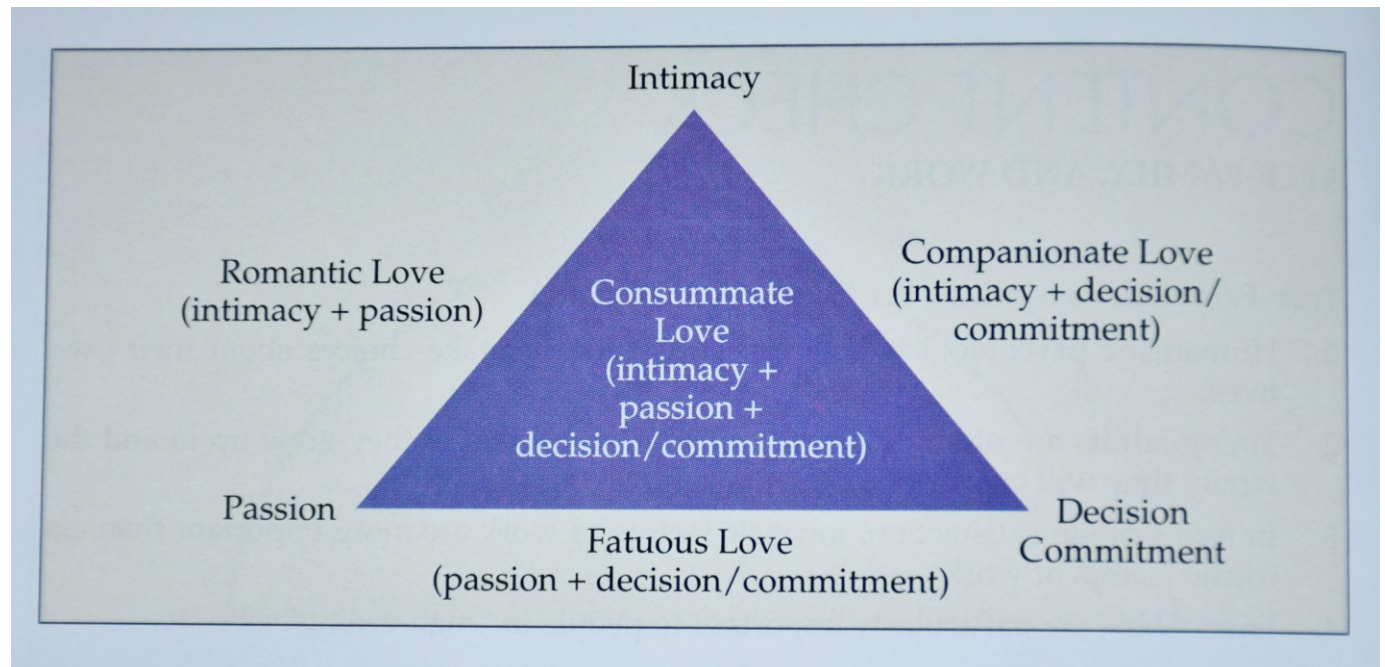 Intimacy
Romantic Love
(intimacy + passion)
Companionate Love
(intimacy + decision/
commitment)
Consummate
Love
(intimacy +
passion +
decision/commitment)
Passion
Decision
Commitment
Fatuous Love
(passion + decision/commitment)